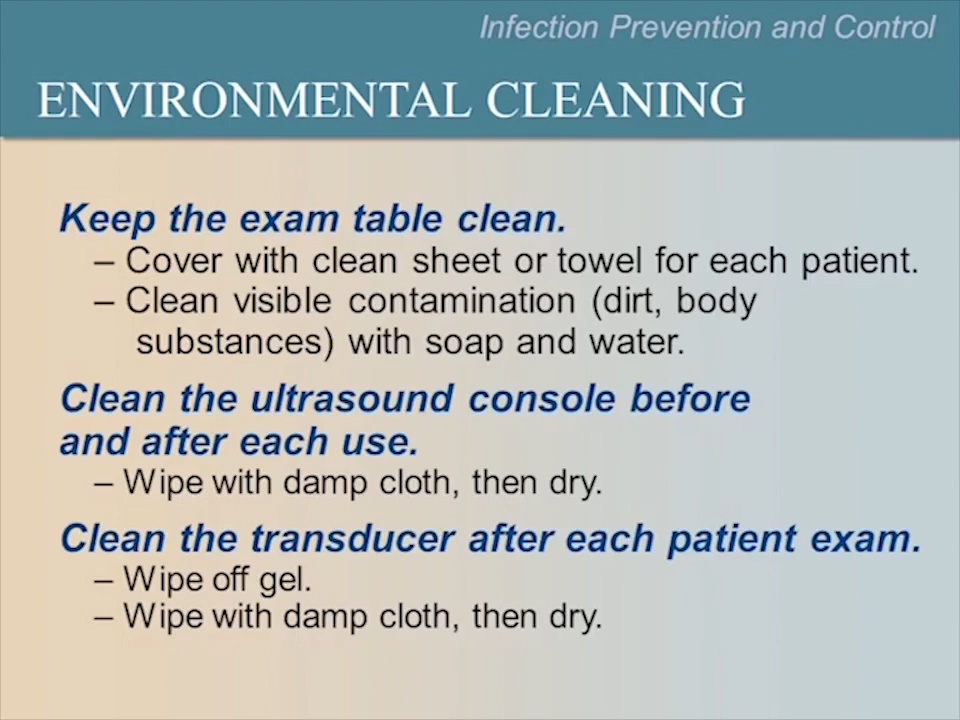 Infection Prevention and Control
ENVIRONMENTAL CLEANING
Keep the exam table clean.
– Cover with clean sheet or towel for each patient.
– Clean visible contamination (dirt, body
substances) with soap and water.
Clean the ultrasound console before
and after each use.
– Wipe with damp cloth, then dry.
Clean the transducer after each patient exam.
– Wipe off gel.
– Wipe with damp cloth, then dry.